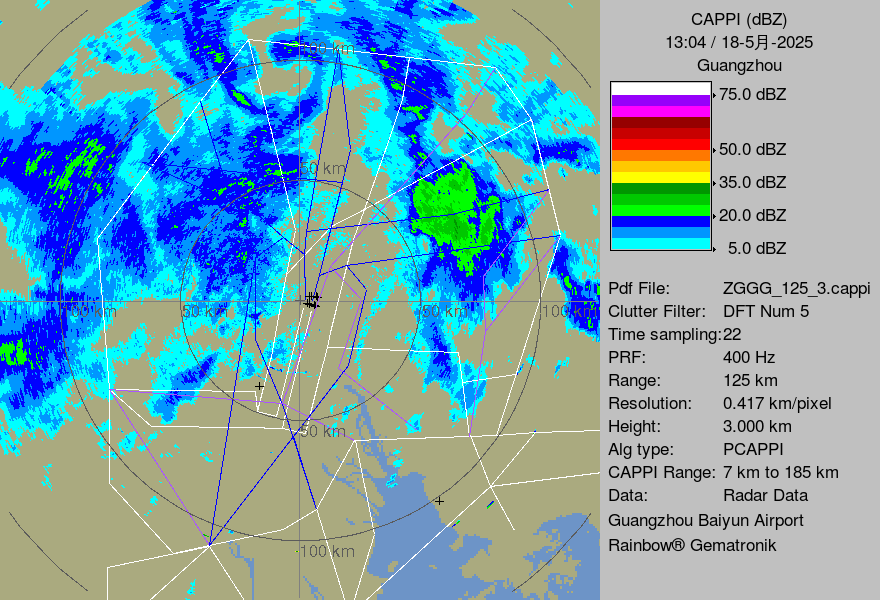 CAPPI (dBZ)
13:04 / 18-5月-2025
Guangzhou
75.0 dBZ
50.0 dBZ
35.0 dBZ
20.0 dBZ
5.0 dBZ
Pdf File: ZGGG_125_3.cappi
Clutter Filter: DFT Num 5
Time sampling:22
PRF: 400 Hz
Range: 125 km
Resolution: 0.417 km/pixel
Height: 3.000 km
Alg type: PCAPPI
CAPPI Range: 7 km to 185 km
Data: Radar Data
Guangzhou Baiyun Airport
Rainbow® Gematronik
100 km
50 km
100 km
50 km
50 km
100 km
50 km
100 km